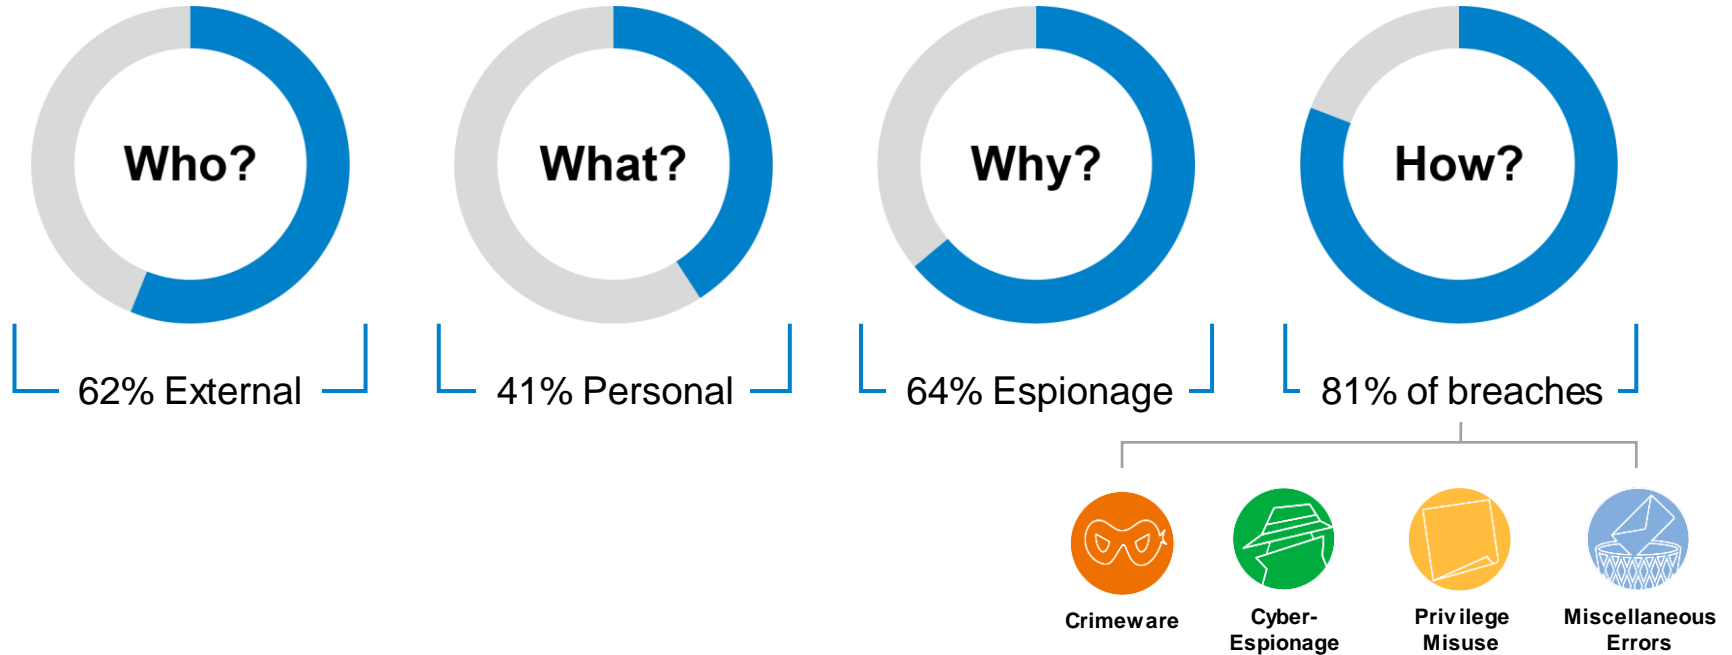 Who?
What?
Why?
How?
62% External
41% Personal
64% Espionage
81% of breaches
Crimeware
Cyber-
Espionage
Privilege
Misuse
Miscellaneous
Errors